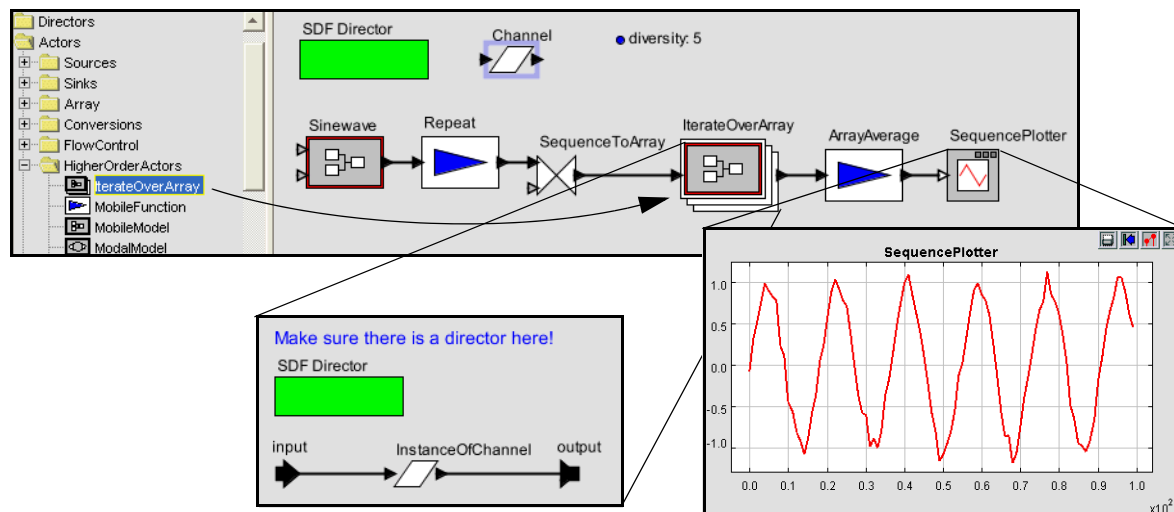 Directors
Actors
Sources
Sinks
Array
Conversions
FlowControl
HigherOrderActors
IterateOverArray
MobileFunction
MobileModel
ModalModel
SDF Director
Channel
diversity: 5
Sinewave
Repeat
SequenceToArray
IterateOverArray
ArrayAverage
SequencePlotter
Make sure there is a director here!
SDF Director
input
InstanceOfChannel
output
SequencePlotter
1.0
0.5
0.0
-0.5
-1.0
0.0 0.1 0.2 0.3 0.4 0.5 0.6 0.7 0.8 0.9 1.0
x10²